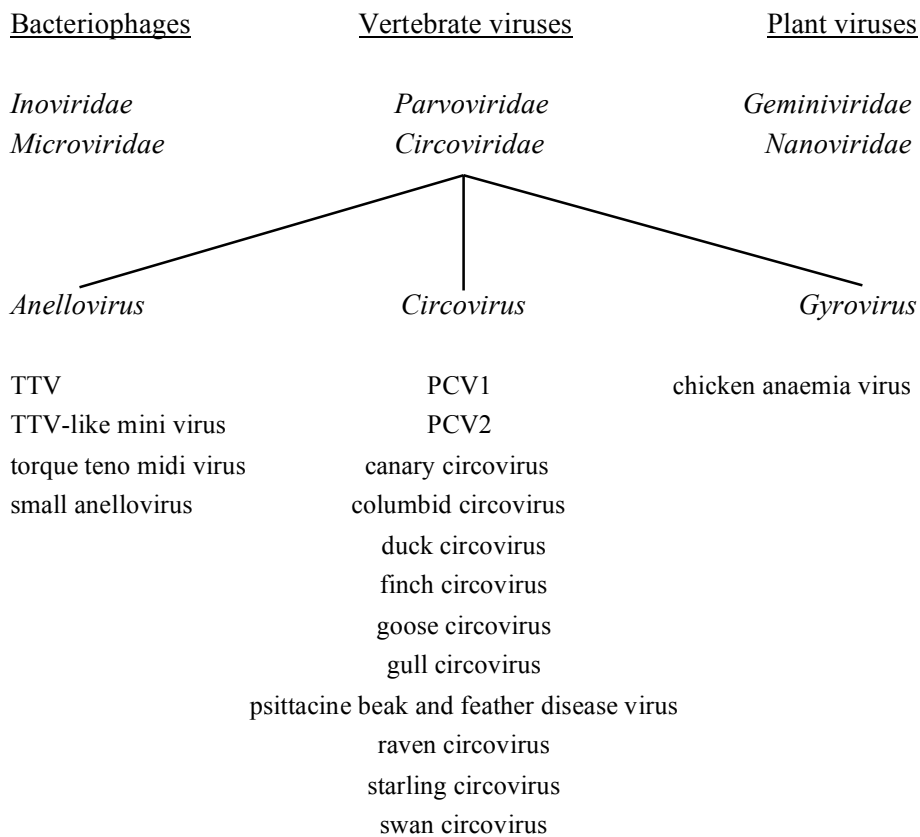 Bacteriophages Vertebrate viruses Plant viruses
Inoviridae Parvoviridae Geminiviridae
Microviridae Circoviridae Nanoviridae
Anellovirus Circovirus Gyrovirus
TTV PCV1 chicken anaemia virus
TTV-like mini virus PCV2
torque teno midi virus canary circovirus
small anellovirus columbid circovirus
duck circovirus
finch circovirus
goose circovirus
gull circovirus
psittacine beak and feather disease virus
raven circovirus
starling circovirus
swan circovirus